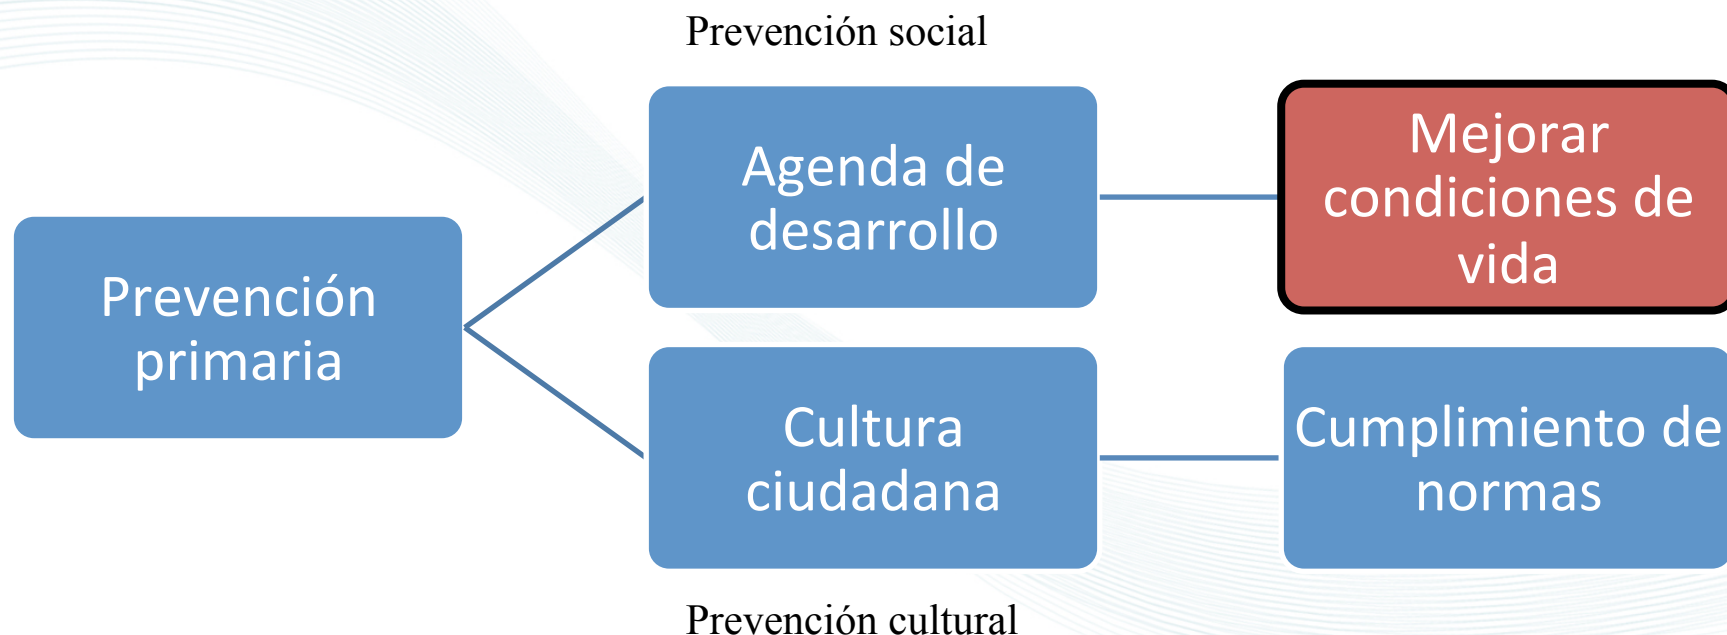 Prevención social
Agenda de
desarrollo
Mejorar
condiciones de
vida
Prevención
primaria
Cultura
ciudadana
Cumplimiento de
normas
Prevención cultural